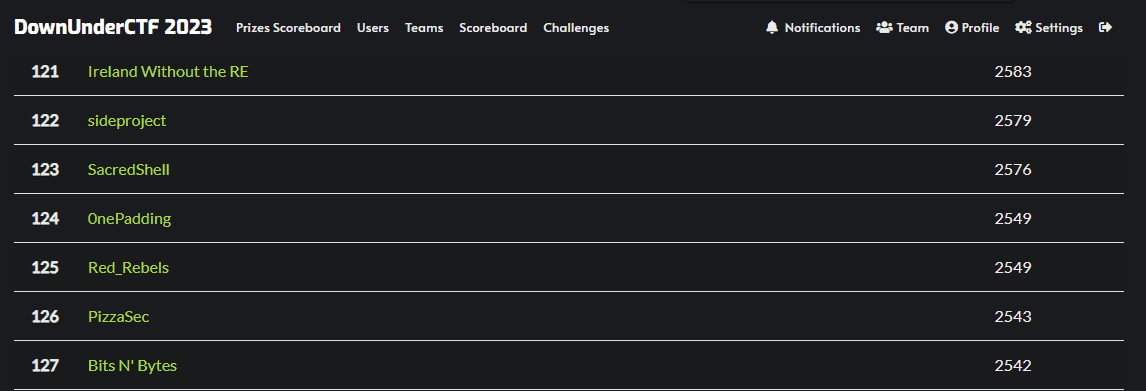 DownUnderCTF 2023 Prizes Scoreboard Users Teams Scoreboard Challenges Notifications Team Profile Settings
121 Ireland Without the RE 2583
122 sideproject 2579
123 SacredShell 2576
124 0nePadding 2549
125 Red_Rebels 2549
126 PizzaSec 2543
127 Bits N' Bytes 2542